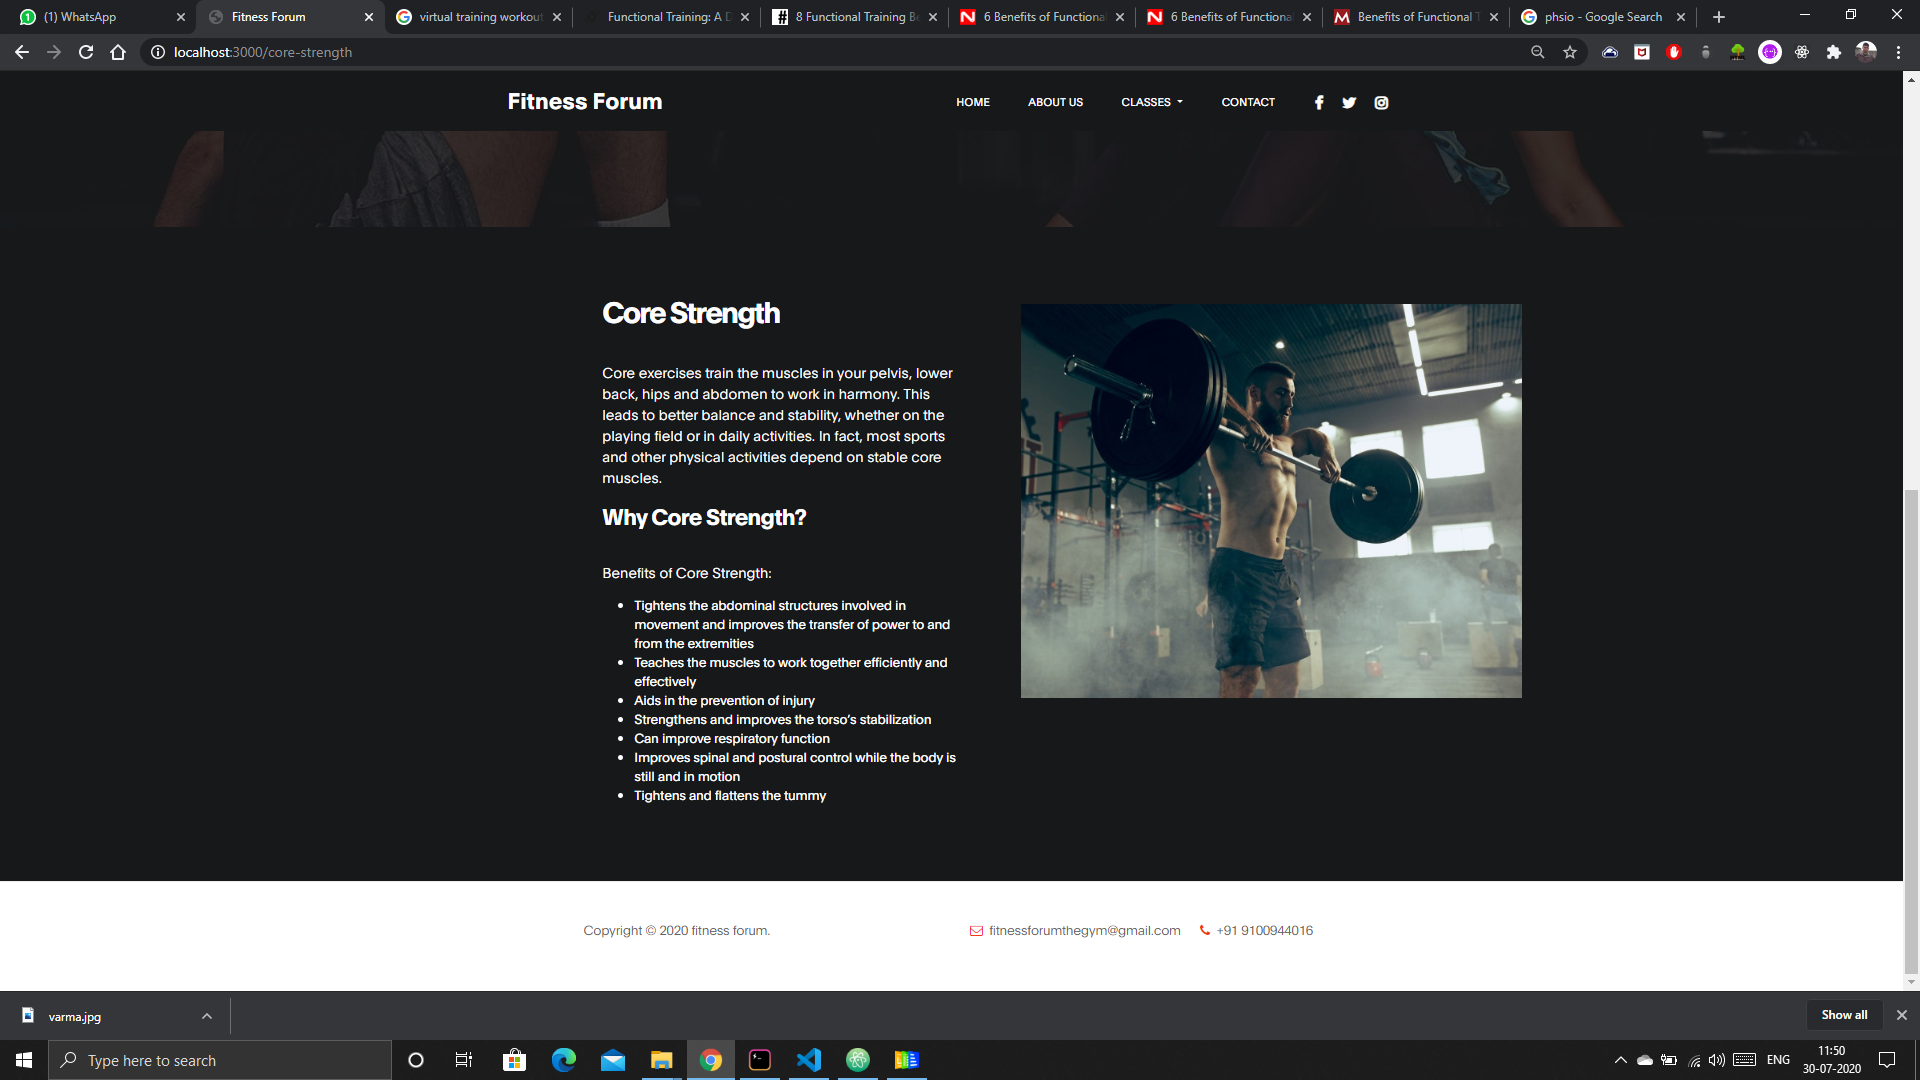 (1) WhatsApp
Fitness Forum
virtual training workout
Functional Training: A D
8 Functional Training Be
6 Benefits of Functiona
6 Benefits of Functiona
Benefits of Functional T
phsio - Google Search
localhost:3000/core-strength
Fitness Forum
HOME
ABOUT US
CLASSES
CONTACT
Core Strength
Core exercises train the muscles in your pelvis, lower
back, hips and abdomen to work in harmony. This
leads to better balance and stability, whether on the
playing field or in daily activities. In fact, most sports
and other physical activities depend on stable core
muscles.
Why Core Strength?
Benefits of Core Strength:
Tightens the abdominal structures involved in
movement and improves the transfer of power to and
from the extremities
Teaches the muscles to work together efficiently and
effectively
Aids in the prevention of injury
Strengthens and improves the torso’s stabilization
Can improve respiratory function
Improves spinal and postural control while the body is
still and in motion
Tightens and flattens the tummy
Copyright © 2020 fitness forum.
fitnessforumthegym@gmail.com
+91 9100944016
varma.jpg
Show all
Type here to search
ENG
11:50
30-07-2020